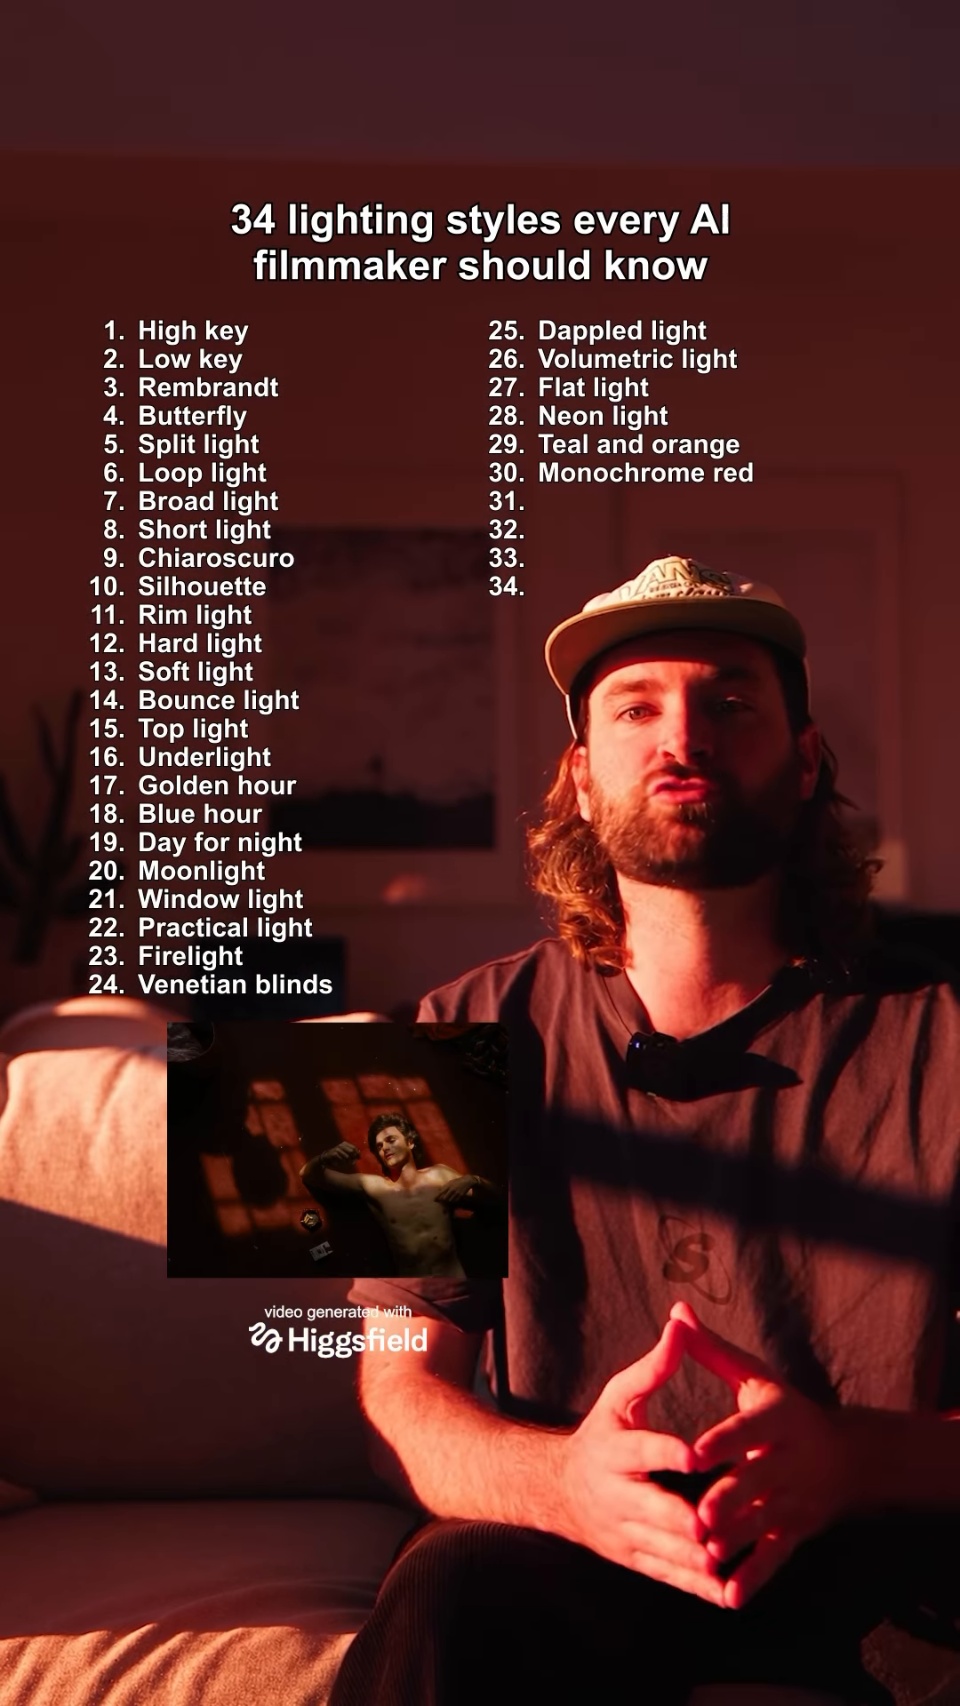 34 lighting styles every AI
filmmaker should know
1. High key
2. Low key
3. Rembrandt
4. Butterfly
5. Split light
6. Loop light
7. Broad light
8. Short light
9. Chiaroscuro
10. Silhouette
11. Rim light
12. Hard light
13. Soft light
14. Bounce light
15. Top light
16. Underlight
17. Golden hour
18. Blue hour
19. Day for night
20. Moonlight
21. Window light
22. Practical light
23. Firelight
24. Venetian blinds
25. Dappled light
26. Volumetric light
27. Flat light
28. Neon light
29. Teal and orange
30. Monochrome red
31.
32.
33.
34.
VANS
S
video generated with
Higgsfield